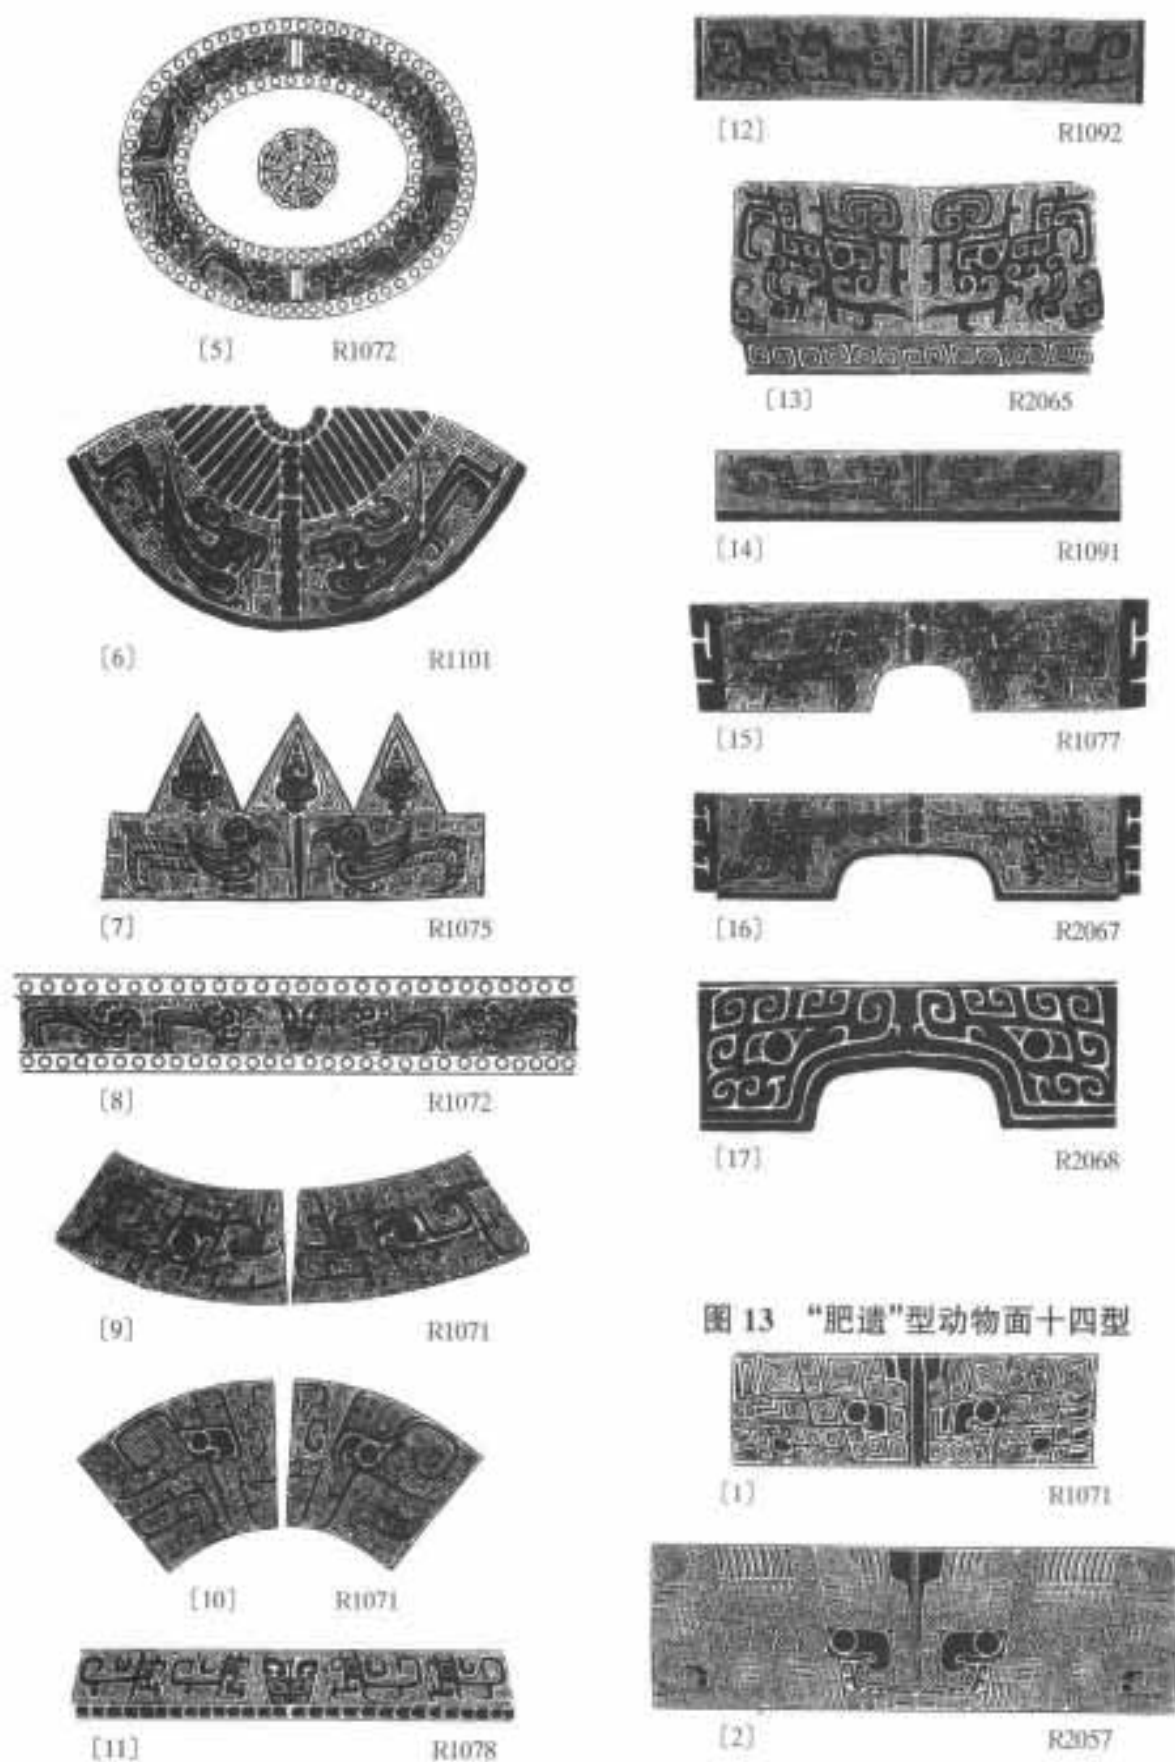 [5] R1072
[6] R1101
[7] R1075
[8] R1072
[9] R1071
[10] R1071
[11] R1078
[12] R1092
[13] R2065
[14] R1091
[15] R1077
[16] R2067
[17] R2068
图 13 “肥遗”型动物面十四型
[1] R1071
[2] R2057